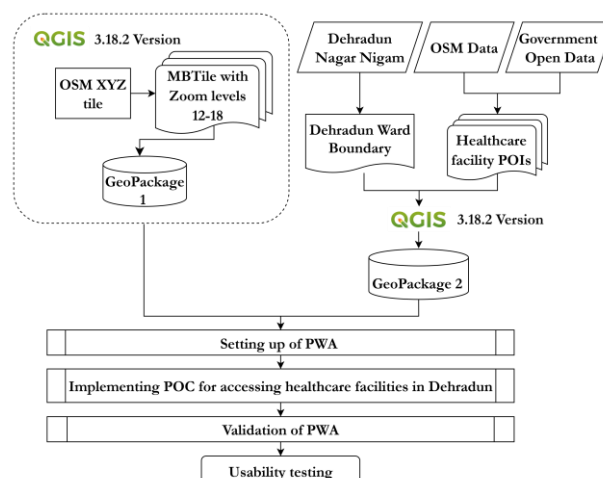 QGIS 3.18.2 Version
OSM XYZ
tile
MBTile with
Zoom levels
12-18
GeoPackage
1
Dehradun
Nagar Nigam
OSM Data
Government
Open Data
Dehradun Ward
Boundary
Healthcare
facility POIs
QGIS 3.18.2 Version
GeoPackage 2
Setting up of PWA
Implementing POC for accessing healthcare facilities in Dehradun
Validation of PWA
Usability testing